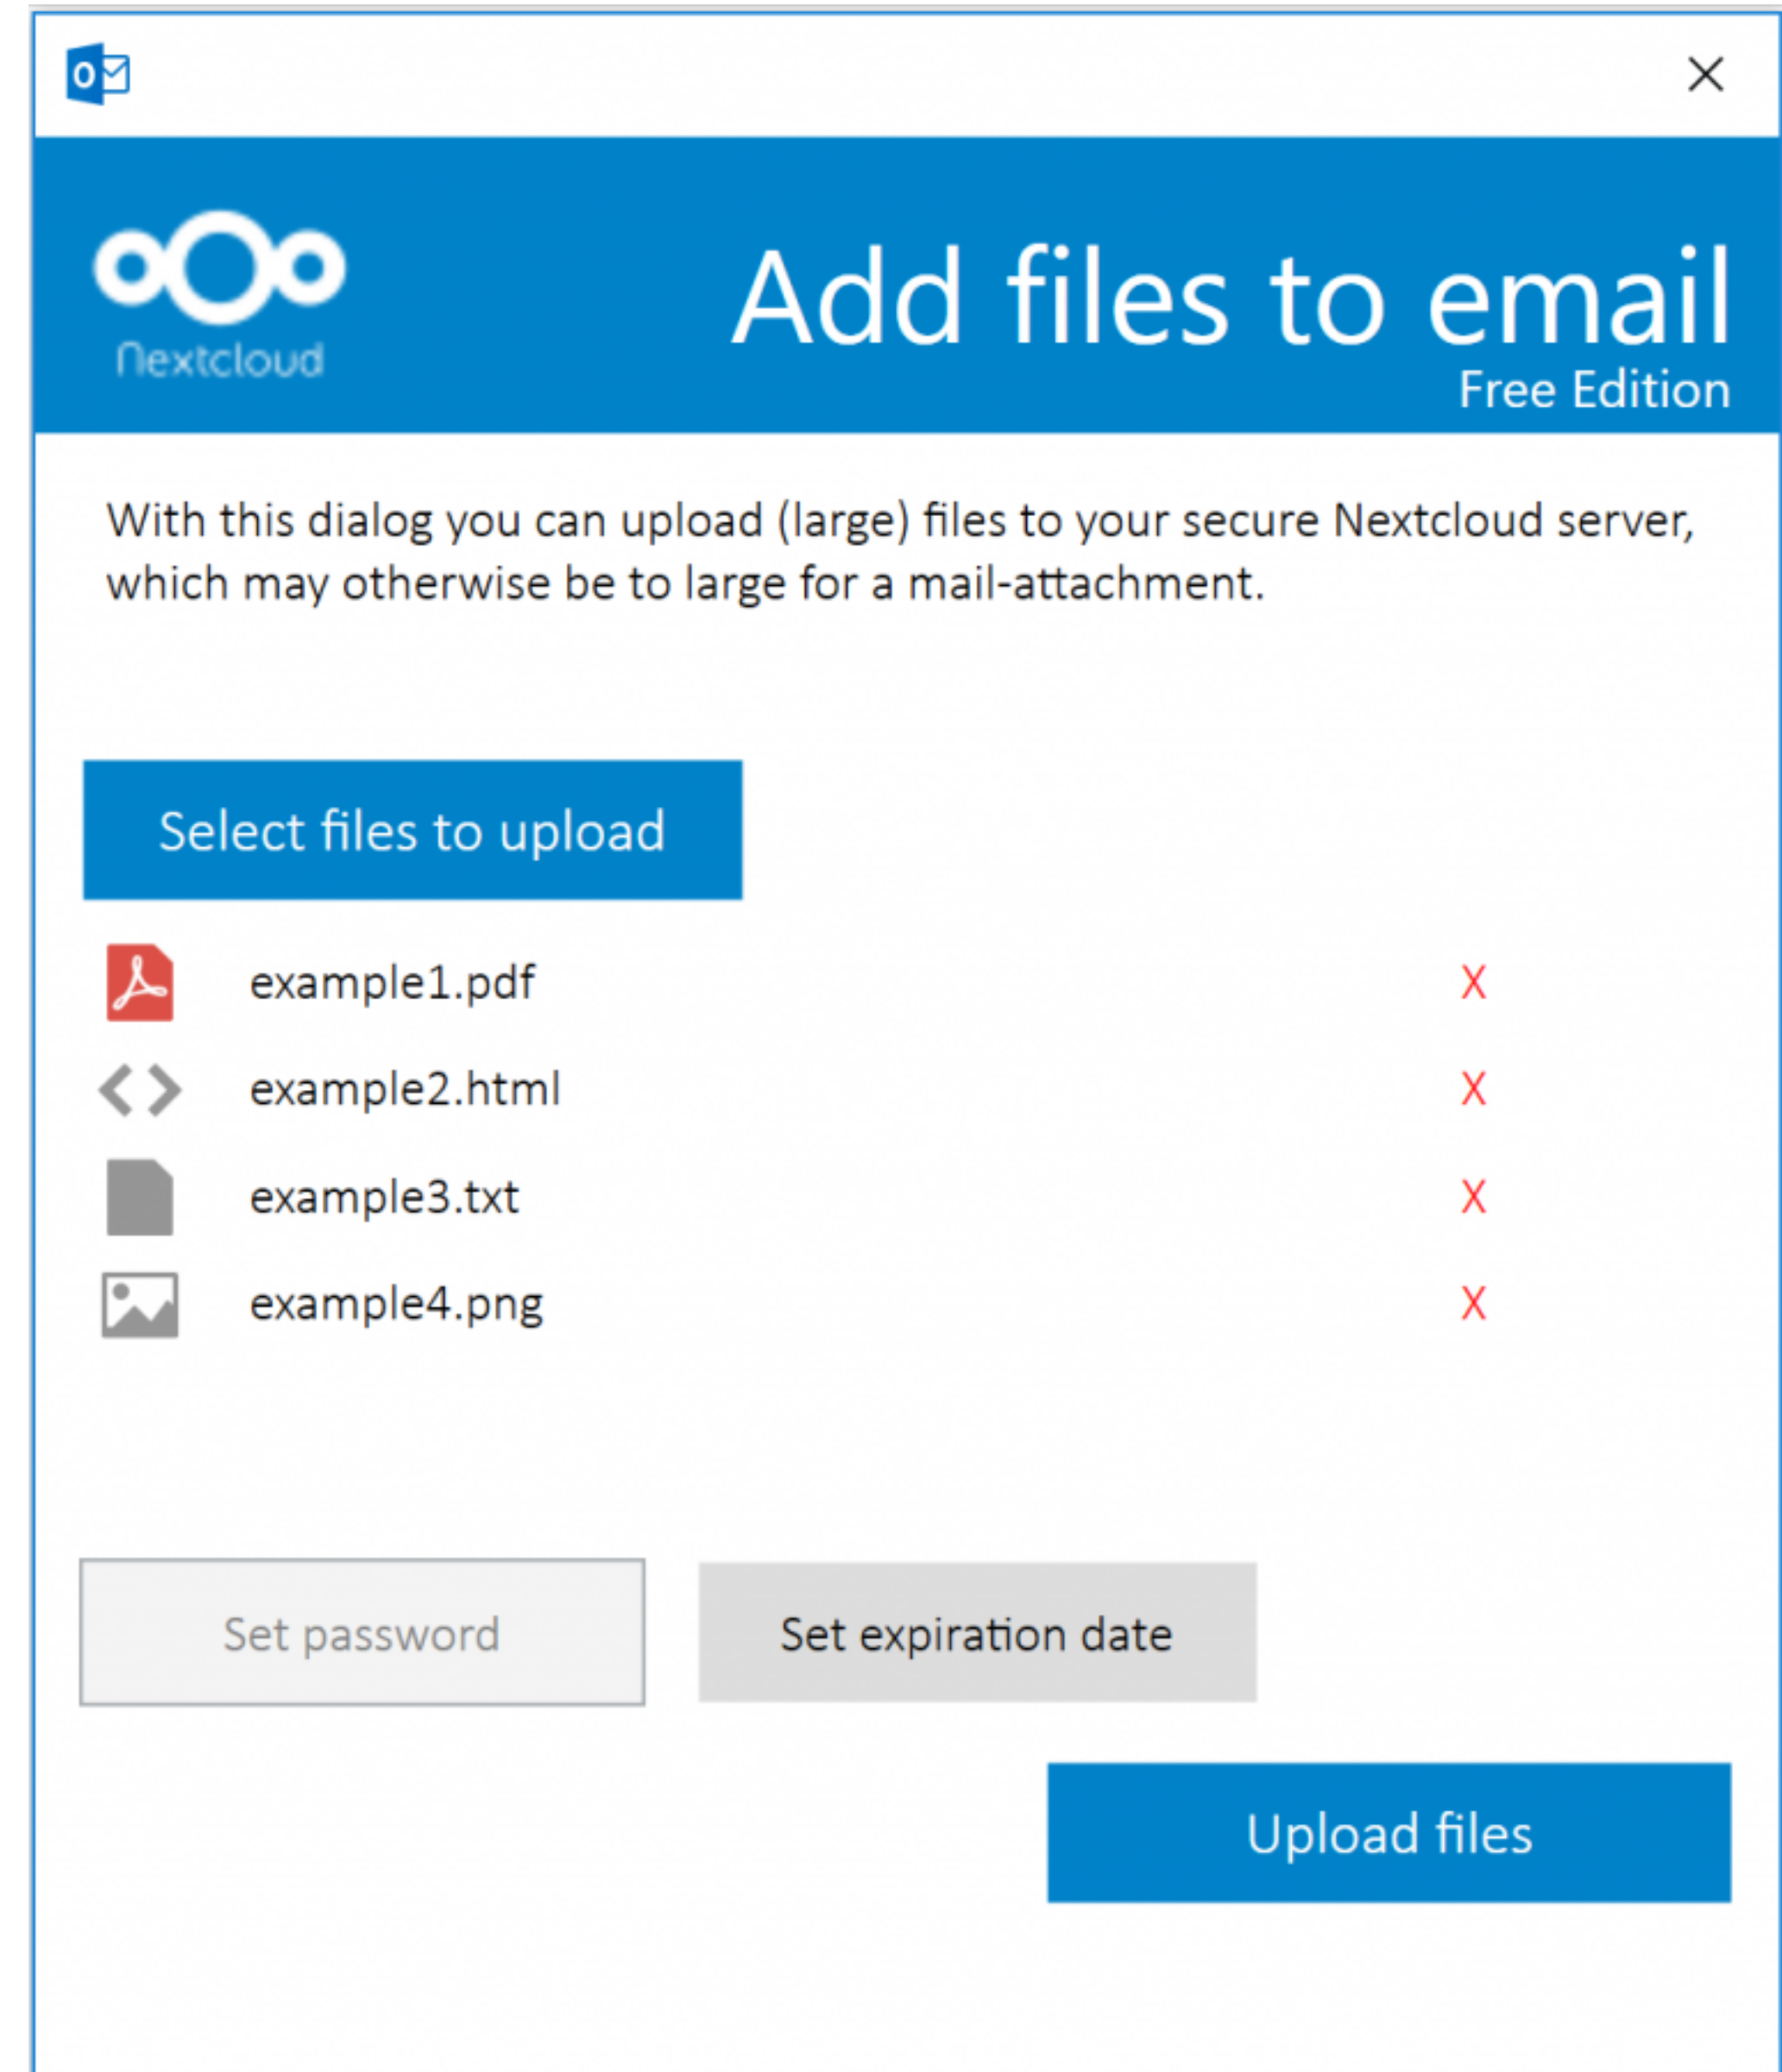 Nextcloud
Add files to email
Free Edition
With this dialog you can upload (large) files to your secure Nextcloud server,
which may otherwise be to large for a mail-attachment.
Select files to upload
example1.pdf X
example2.html X
example3.txt X
example4.png X
Set password
Set expiration date
Upload files